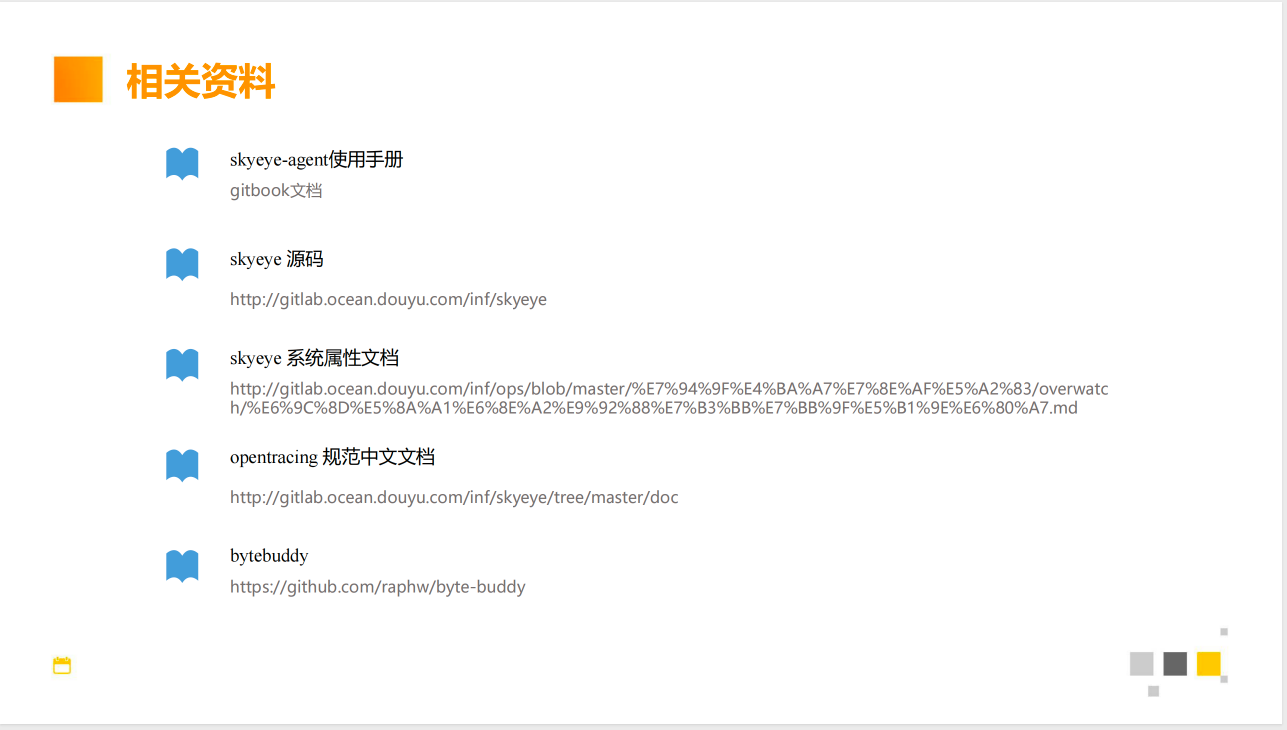 相关资料
skyeye-agent使用手册
gitbook文档
skyeye 源码
http://gitlab.ocean.douyu.com/inf/skyeye
skyeye 系统属性文档
http://gitlab.ocean.douyu.com/inf/ops/blob/master/%E7%94%9F%E4%BA%A7%E7%8E%AF%E5%A2%83/overwatc
h/%E6%9C%8D%E5%8A%A1%E6%8E%A2%E9%92%88%E7%B3%BB%E7%BB%9F%E5%B1%9E%E6%80%A7.md
opentracing 规范中文文档
http://gitlab.ocean.douyu.com/inf/skyeye/tree/master/doc
bytebuddy
https://github.com/raphw/byte-buddy